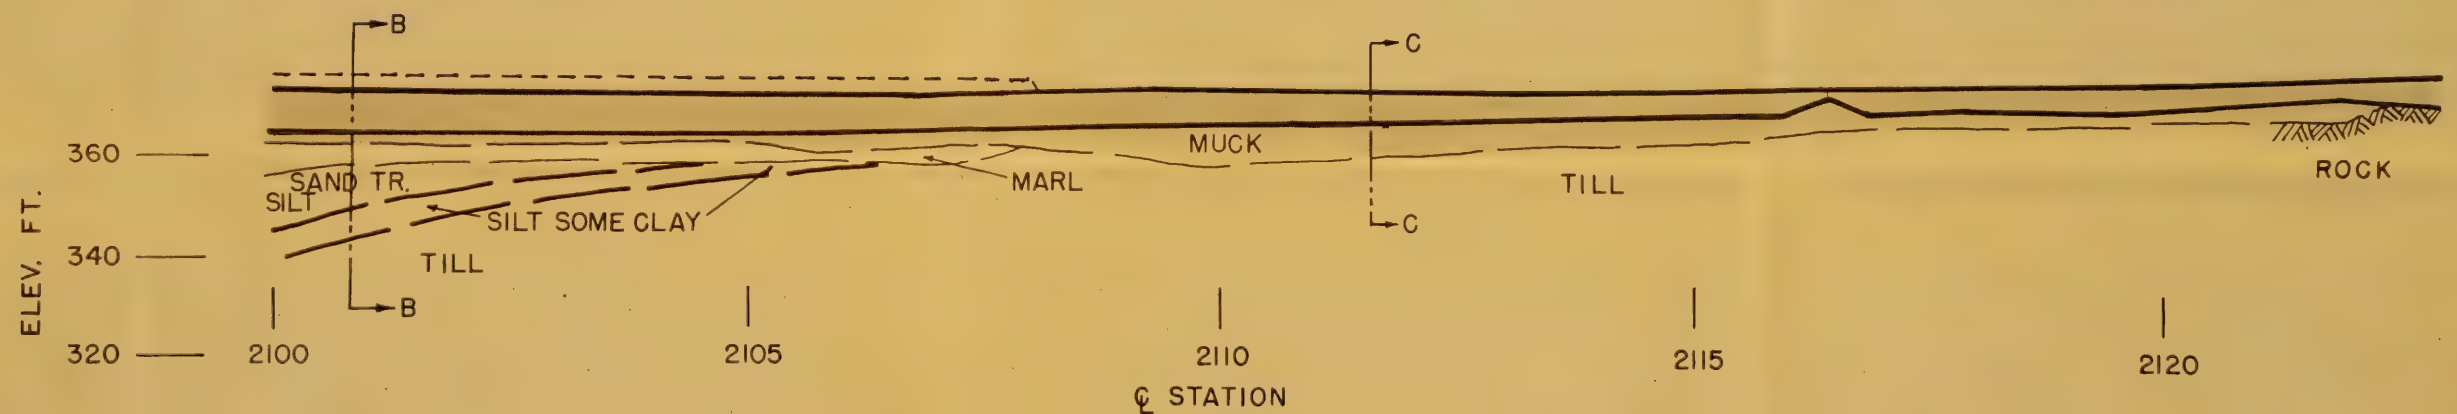 B
C
MUCK
360
SAND TR.
MARL
TILL
ROCK
SILT
SILT SOME CLAY
C
ELEV. FT.
340
TILL
B
320
2100
2105
2110
2115
2120
℄ STATION